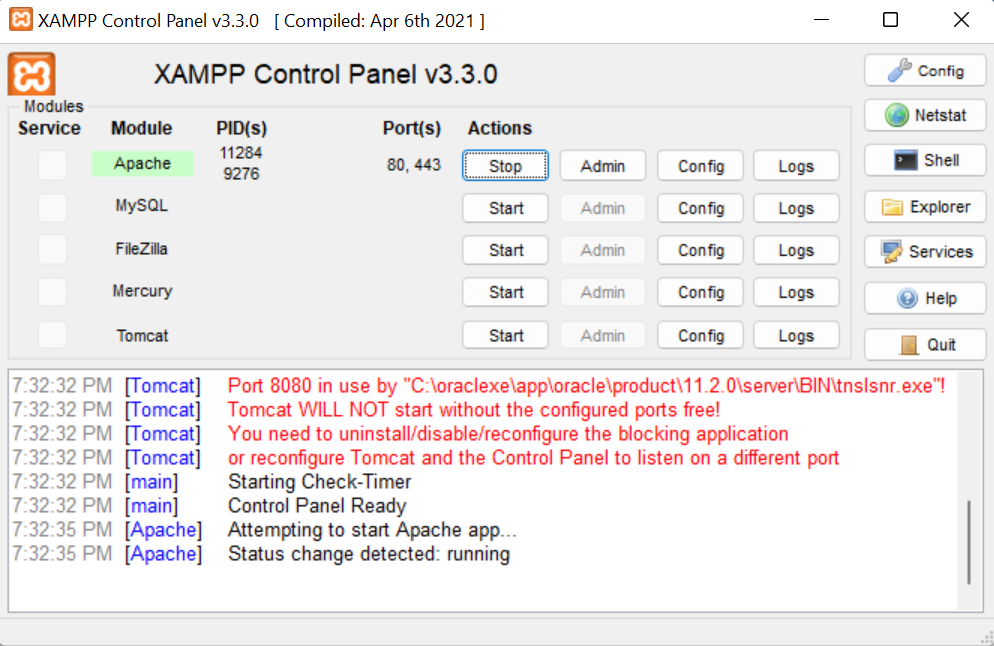 XAMPP Control Panel v3.3.0 [ Compiled: Apr 6th 2021 ]
XAMPP Control Panel v3.3.0
Config
Modules
Netstat
Service Module PID(s) Port(s) Actions
Shell
Apache 11284 9276 80, 443 Stop Admin Config Logs
MySQL Start Admin Config Logs
Explorer
FileZilla Start Admin Config Logs
Services
Mercury Start Admin Config Logs
Help
Tomcat Start Admin Config Logs
Quit
7:32:32 PM [Tomcat] Port 8080 in use by "C:\oraclexe\app\oracle\product\11.2.0\server\BIN\tnslsnr.exe"!
7:32:32 PM [Tomcat] Tomcat WILL NOT start without the configured ports free!
7:32:32 PM [Tomcat] You need to uninstall/disable/reconfigure the blocking application
7:32:32 PM [Tomcat] or reconfigure Tomcat and the Control Panel to listen on a different port
7:32:32 PM [main] Starting Check-Timer
7:32:32 PM [main] Control Panel Ready
7:32:35 PM [Apache] Attempting to start Apache app...
7:32:35 PM [Apache] Status change detected: running